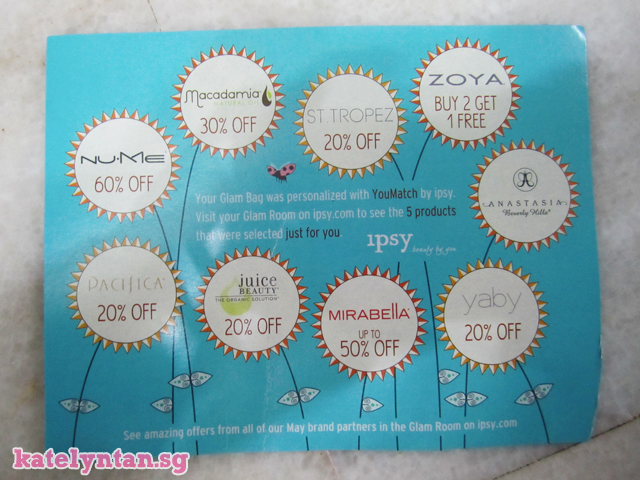 Macadamia
NATURAL OIL
30% OFF
ST. TROPEZ
20% OFF
ZOYA
BUY 2 GET
1 FREE
NUME
60% OFF
Your Glam Bag was personalized with YouMatch by ipsy.
Visit your Glam Room on ipsy.com to see the 5 products
that were selected just for you.
ipsy
beauty by you
ANASTASIA
Beverly Hills®
PACIFICA®
20% OFF
juice
BEAUTY®
THE ORGANIC SOLUTION®
20% OFF
MIRABELLA®
UP TO
50% OFF
yaby
20% OFF
See amazing offers from all of our May brand partners in the Glam Room on ipsy.com
katelyntan.sg